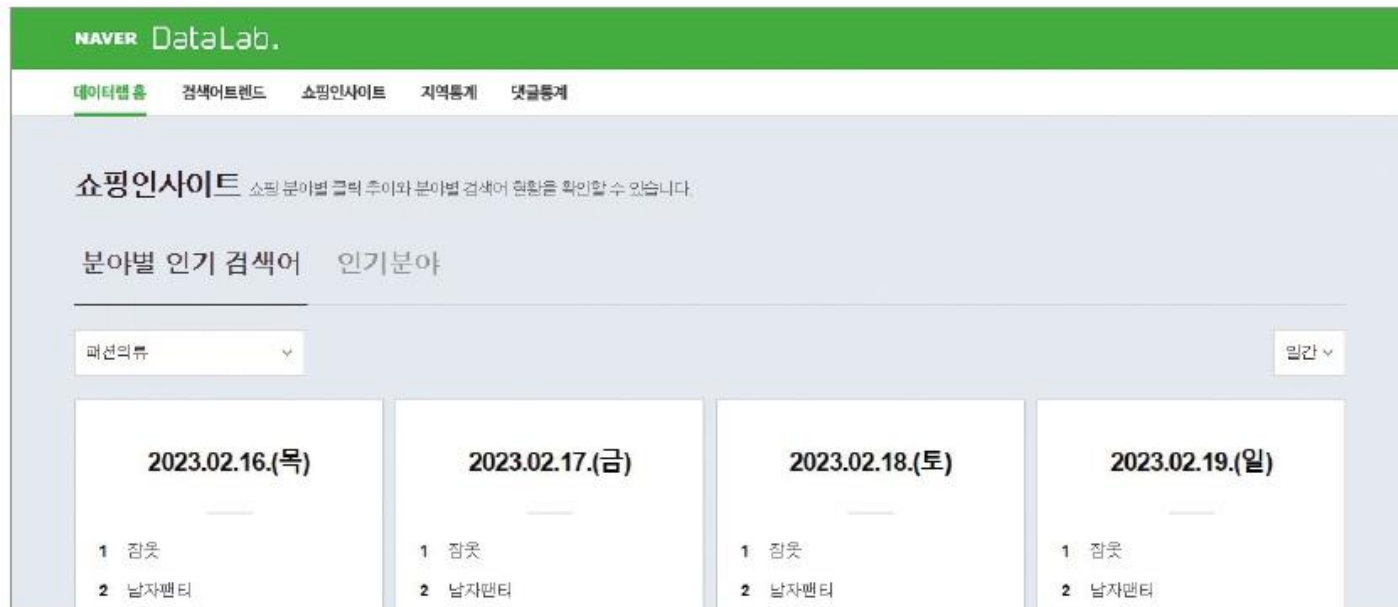 NAVER DataLab.
데이터랩 홈 검색어트렌드 쇼핑인사이트 지역통계 댓글통계
쇼핑인사이트 쇼핑 분야별 클릭 추이와 분야별 검색어 현황을 확인할 수 있습니다.
분야별 인기 검색어 인기분야
패션의류 일간
2023.02.16.(목) 2023.02.17.(금) 2023.02.18.(토) 2023.02.19.(일)
1 잠옷 1 잠옷 1 잠옷 1 잠옷
2 남자팬티 2 남자팬티 2 남자팬티 2 남자팬티